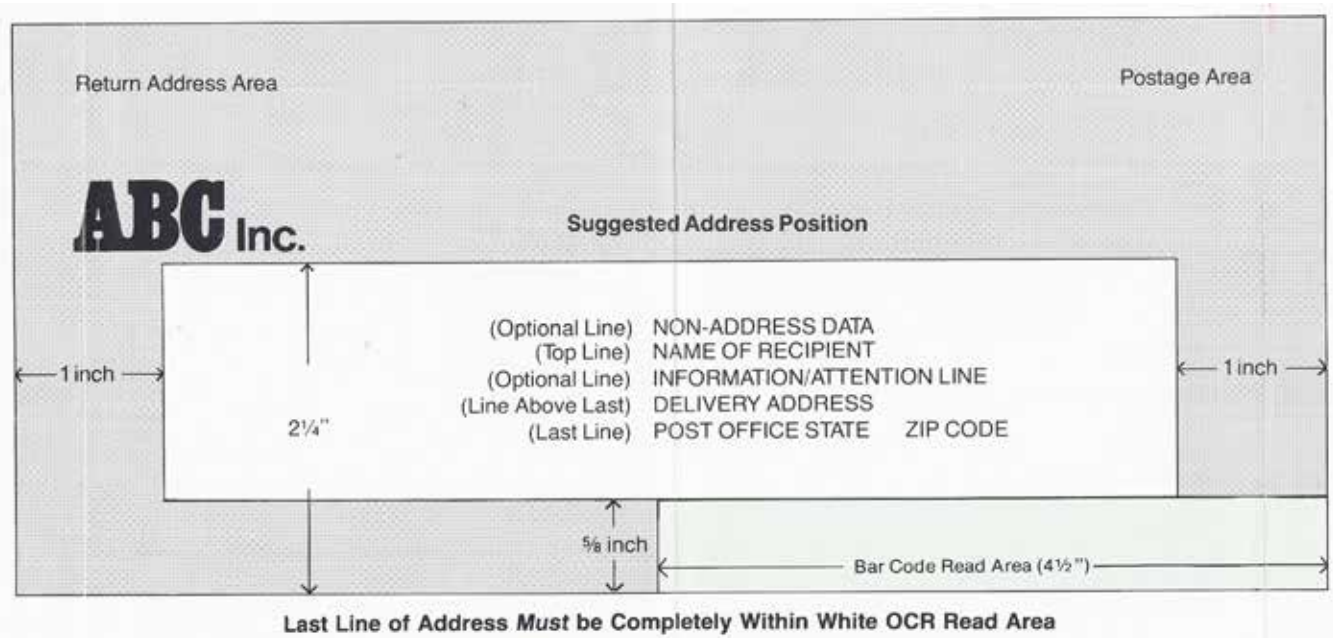 Return Address Area
Postage Area
ABC Inc.
Suggested Address Position
(Optional Line) NON-ADDRESS DATA
(Top Line) NAME OF RECIPIENT
1 inch
(Optional Line) INFORMATION/ATTENTION LINE
1 inch
(Line Above Last) DELIVERY ADDRESS
2¼"
(Last Line) POST OFFICE STATE ZIP CODE
⅝ inch
Bar Code Read Area (4½")
Last Line of Address Must be Completely Within White OCR Read Area